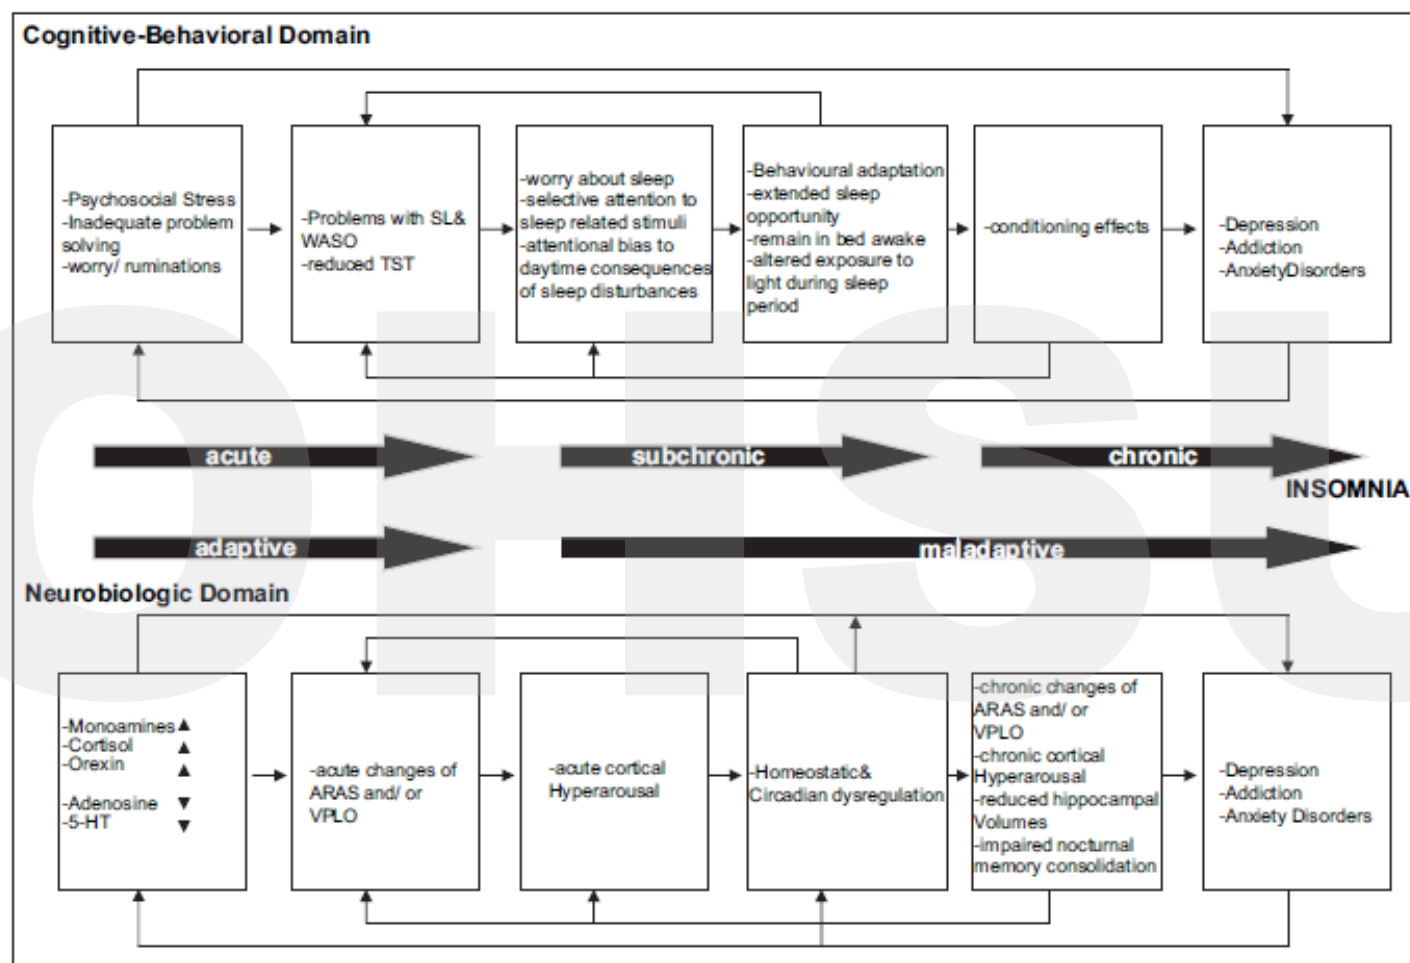 Cognitive-Behavioral Domain
-Psychosocial Stress
-Inadequate problem
solving
-worry/ ruminations
-Problems with SL&
WASO
-reduced TST
-worry about sleep
-selective attention to
sleep related stimuli
-attentional bias to
daytime consequences
of sleep disturbances
-Behavioural adaptation
-extended sleep
opportunity
-remain in bed awake
-altered exposure to
light during sleep
period
-conditioning effects
-Depression
-Addiction
-AnxietyDisorders
acute
subchronic
chronic
INSOMNIA
adaptive
maladaptive
Neurobiologic Domain
-Monoamines ▲
-Cortisol ▲
-Orexin ▲
-Adenosine ▼
-5-HT ▼
-acute changes of
ARAS and/ or
VPLO
-acute cortical
Hyperarousal
-Homeostatic&
Circadian dysregulation
-chronic changes of
ARAS and/ or
VPLO
-chronic cortical
Hyperarousal
-reduced hippocampal
Volumes
-impaired nocturnal
memory consolidation
-Depression
-Addiction
-Anxiety Disorders